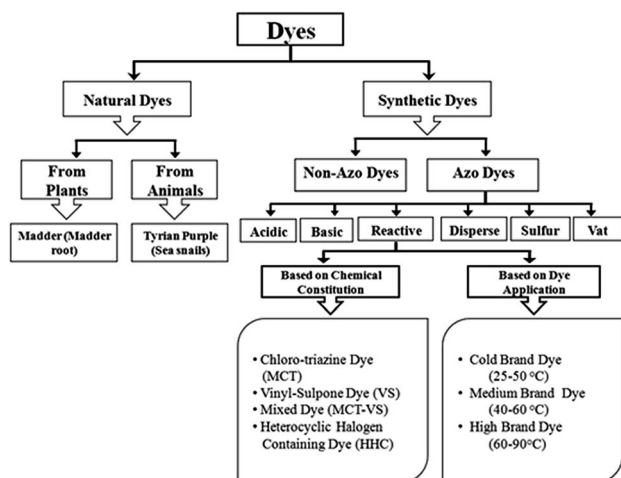 Dyes
Natural Dyes
Synthetic Dyes
From
Plants
From
Animals
Non-Azo Dyes
Azo Dyes
Madder (Madder
root)
Tyrian Purple
(Sea snails)
Acidic
Basic
Reactive
Disperse
Sulfur
Vat
Based on Chemical
Constitution
Based on Dye
Application
• Chloro-triazine Dye
(MCT)
• Vinyl-Sulpone Dye (VS)
• Mixed Dye (MCT-VS)
• Heterocyclic Halogen
Containing Dye (HHC)
• Cold Brand Dye
(25-50 °C)
• Medium Brand Dye
(40-60 °C)
• High Brand Dye
(60-90°C)